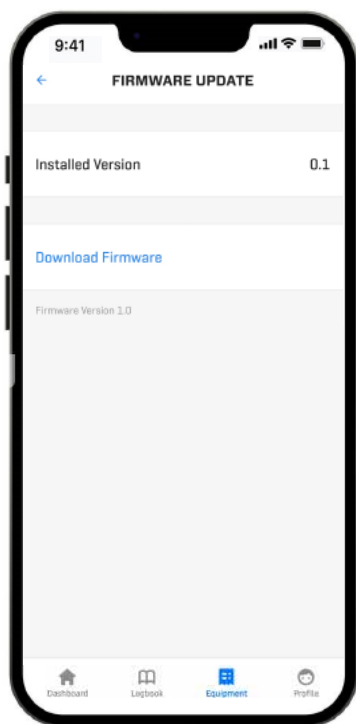 9:41
FIRMWARE UPDATE
Installed Version 0.1
Download Firmware
Firmware Version 1.0
Dashboard Logbook Equipment Profile